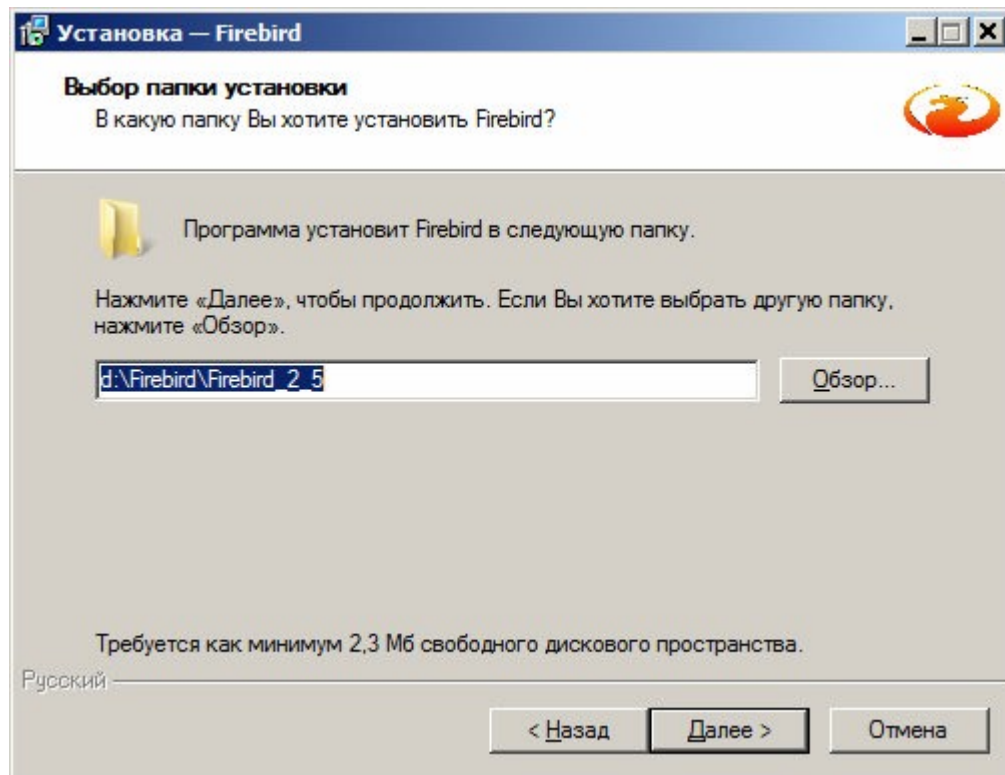 Установка — Firebird
Выбор папки установки
В какую папку Вы хотите установить Firebird?
Программа установит Firebird в следующую папку.
Нажмите «Далее», чтобы продолжить. Если Вы хотите выбрать другую папку,
нажмите «Обзор».
d:\Firebird\Firebird_2_5
Обзор...
Требуется как минимум 2,3 Мб свободного дискового пространства.
Русский
< Назад
Далее >
Отмена